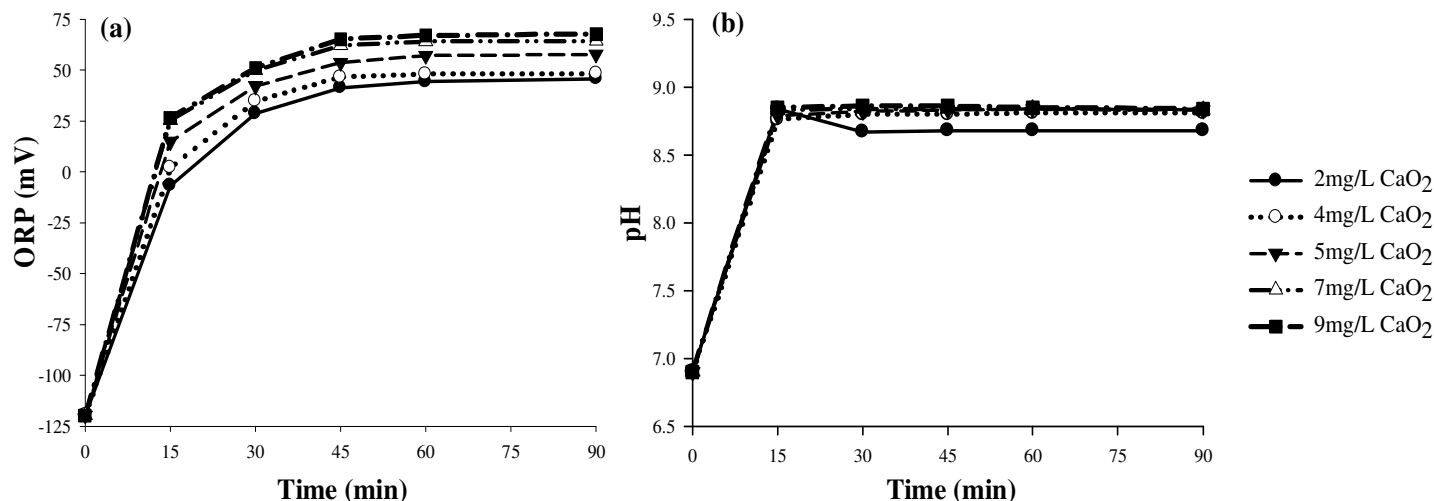 (a)
75
50
25
0
-25
-50
-75
-100
-125
ORP (mV)
0 15 30 45 60 75 90
Time (min)
(b)
9.5
9.0
8.5
8.0
7.5
7.0
6.5
pH
0 15 30 45 60 75 90
Time (min)
2mg/L CaO2
4mg/L CaO2
5mg/L CaO2
7mg/L CaO2
9mg/L CaO2